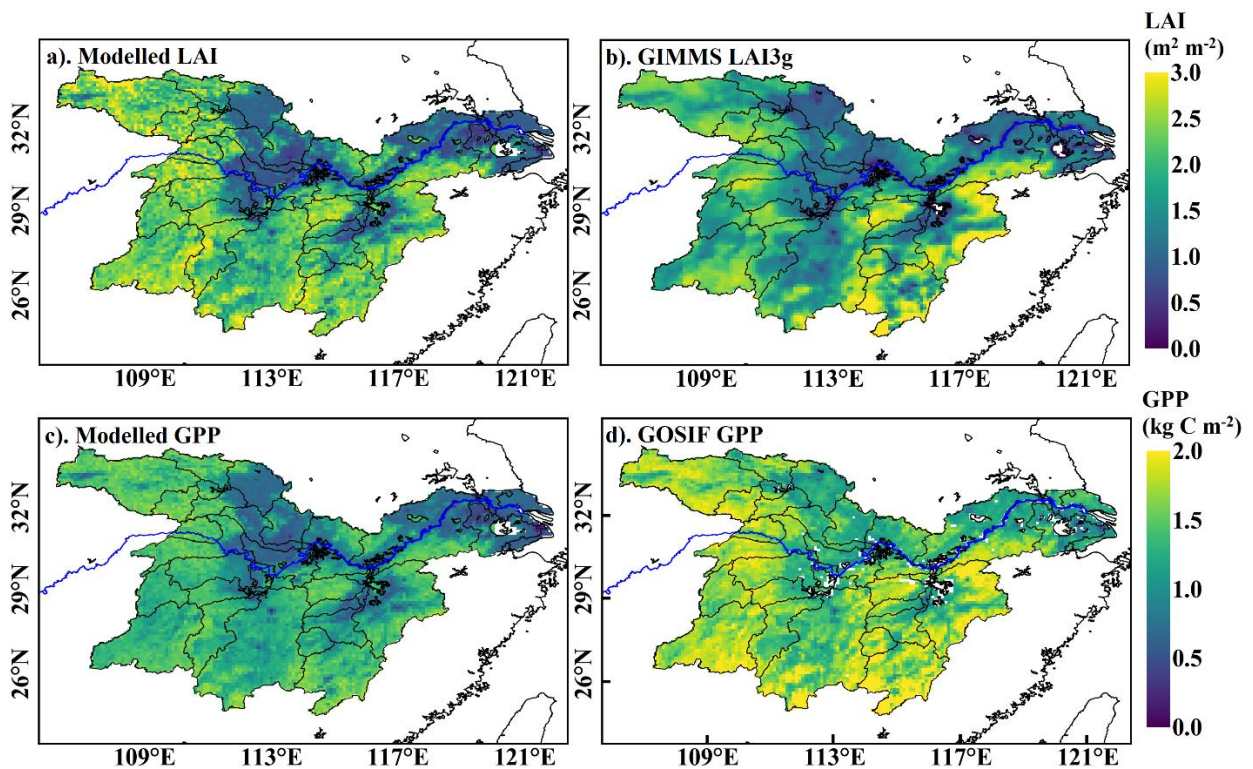 a). Modelled LAI
b). GIMMS LAI3g
LAI
(m² m⁻²)
3.0
2.5
2.0
1.5
1.0
0.5
0.0
32°N
29°N
26°N
109°E
113°E
117°E
121°E
32°N
29°N
26°N
109°E
113°E
117°E
121°E
c). Modelled GPP
d). GOSIF GPP
GPP
(kg C m⁻²)
2.0
1.5
1.0
0.5
0.0
32°N
29°N
26°N
109°E
113°E
117°E
121°E
32°N
29°N
26°N
109°E
113°E
117°E
121°E